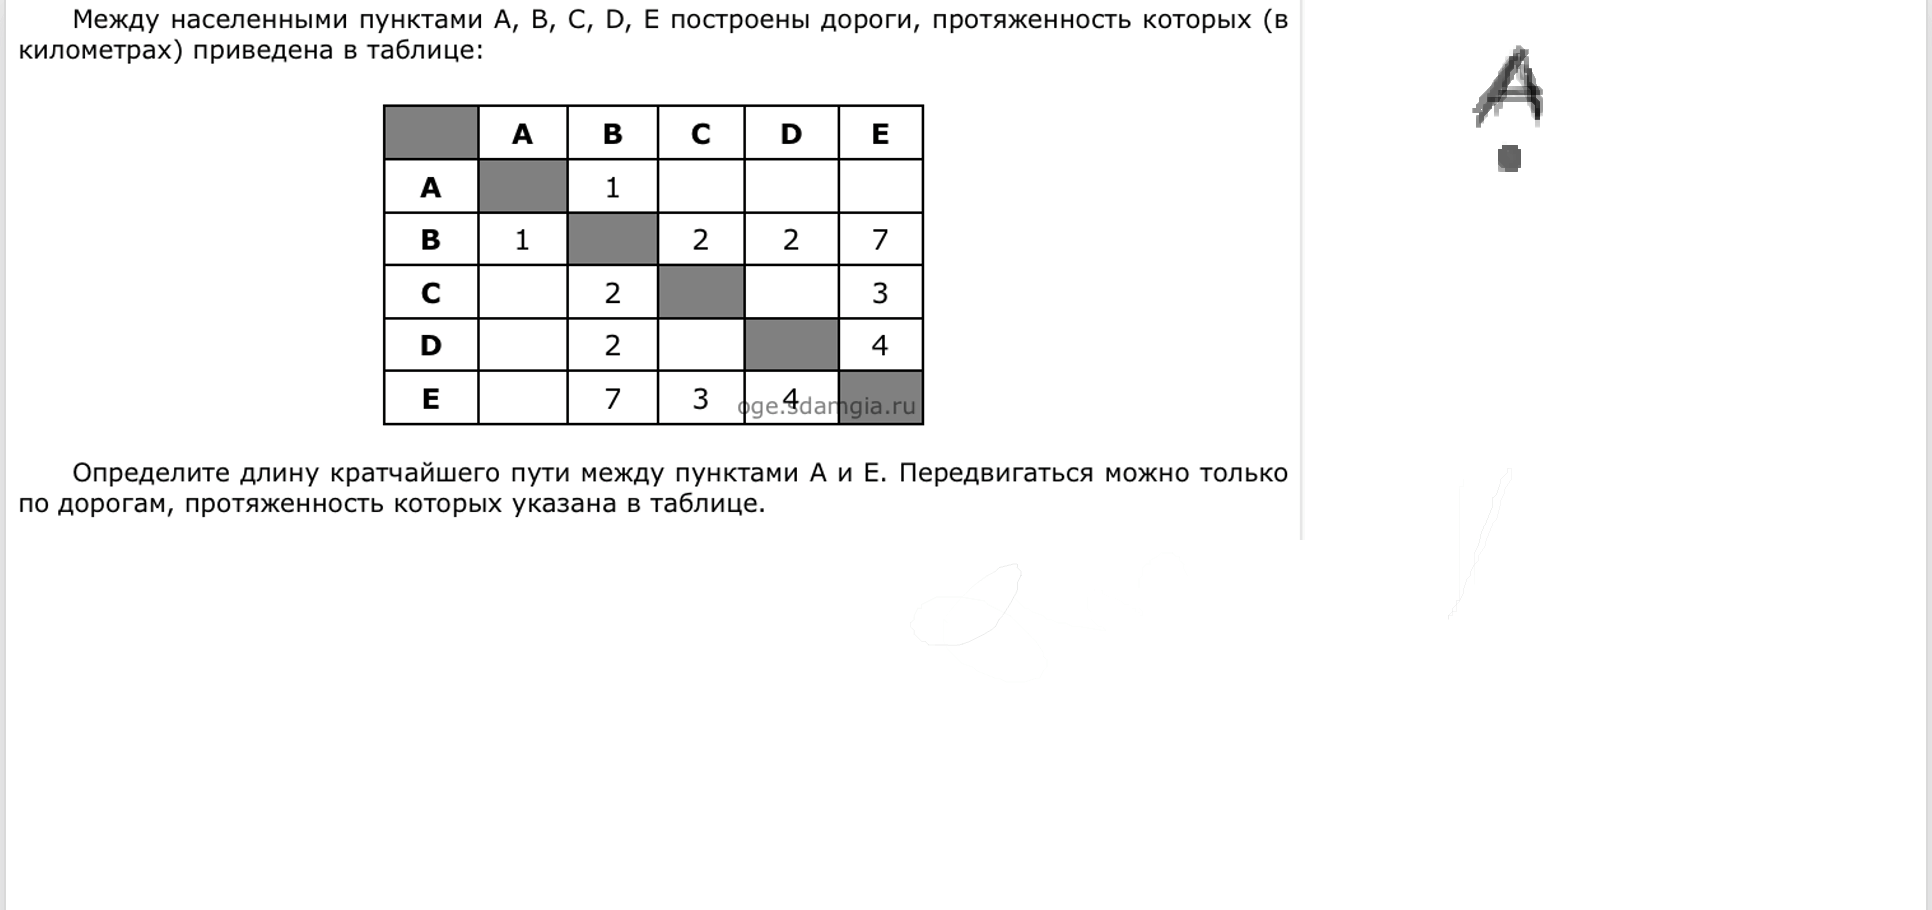 Между населенными пунктами A, B, C, D, E построены дороги, протяженность которых (в
километрах) приведена в таблице:
A B C D E
A 1
B 1 2 2 7
C 2 3
D 2 4
E 7 3 4
oge.sdamgia.ru
Определите длину кратчайшего пути между пунктами A и E. Передвигаться можно только
по дорогам, протяженность которых указана в таблице.
A